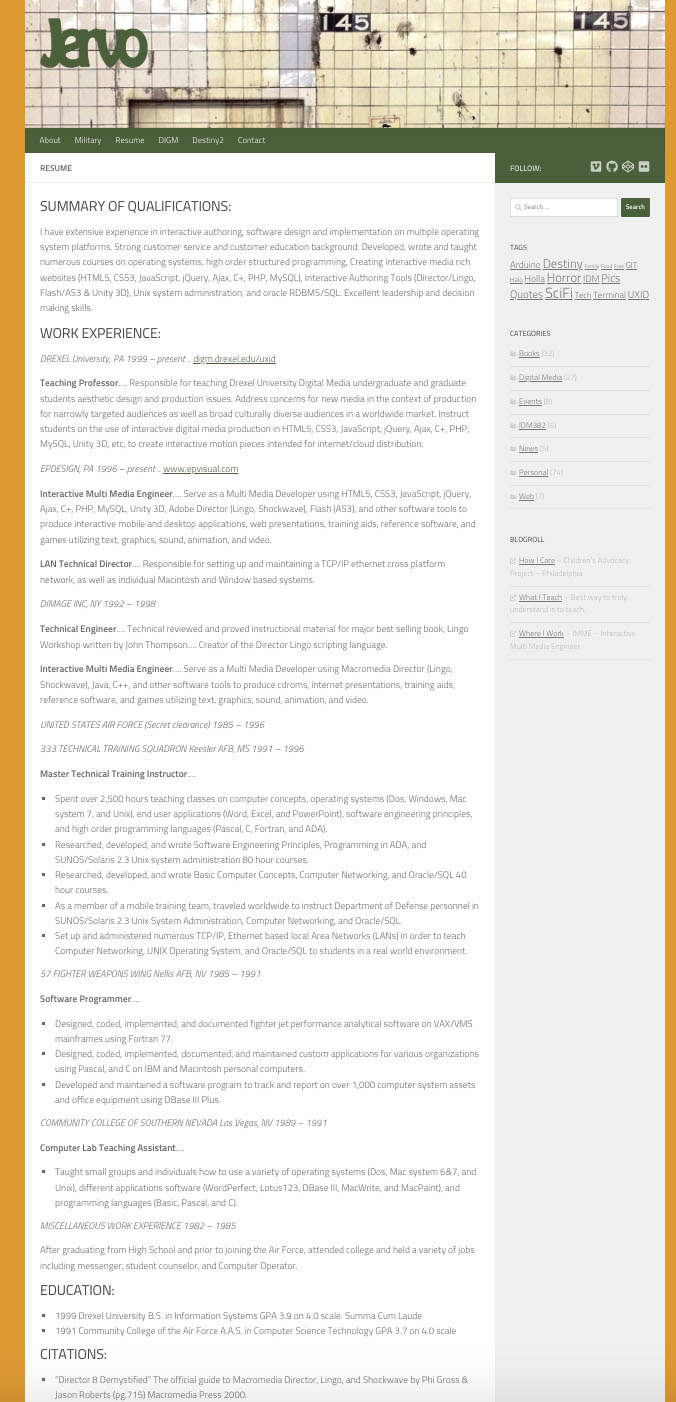 Jervo
145
145
About Military Resume DIGM Destiny2 Contact
RESUME
SUMMARY OF QUALIFICATIONS:
I have extensive experience in interactive authoring, software design and implementation on multiple operating
system platforms. Strong customer service and customer education background. Developed, wrote and taught
numerous courses on operating systems, high order structured programming, Creating interactive media rich
websites (HTML5, CSS3, JavaScript, jQuery, Ajax, C+, PHP, MySQL), Interactive Authoring Tools (Director/Lingo,
Flash/AS3 & Unity 3D), Unix system administration, and oracle RDBMS/SQL. Excellent leadership and decision
making skills.
WORK EXPERIENCE:
DREXEL University, PA 1999 – present .. digm.drexel.edu/uxid
Teaching Professor.... Responsible for teaching Drexel University Digital Media undergraduate and graduate
students aesthetic design and production issues. Address concerns for new media in the context of production
for narrowly targeted audiences as well as broad culturally diverse audiences in a worldwide market. Instruct
students on the use of interactive digital media production in HTML5, CSS3, JavaScript, jQuery, Ajax, C+, PHP,
MySQL, Unity 3D, etc, to create interactive motion pieces intended for internet/cloud distribution.
EPDESIGN, PA 1996 – present .. www.epvisual.com
Interactive Multi Media Engineer.... Serve as a Multi Media Developer using HTML5, CSS3, JavaScript, jQuery,
Ajax, C+, PHP, MySQL, Unity 3D, Adobe Director (Lingo, Shockwave), Flash (AS3), and other software tools to
produce interactive mobile and desktop applications, web presentations, training aids, reference software, and
games utilizing text, graphics, sound, animation, and video.
LAN Technical Director.... Responsible for setting up and maintaining a TCP/IP ethernet cross platform
network, as well as individual Macintosh and Window based systems.
DIMAGE INC, NY 1992 – 1998
Technical Engineer.... Technical reviewed and proved instructional material for major best selling book, Lingo
Workshop written by John Thompson.... Creator of the Director Lingo scripting language.
Interactive Multi Media Engineer.... Serve as a Multi Media Developer using Macromedia Director (Lingo,
Shockwave), Java, C++, and other software tools to produce cdroms, internet presentations, training aids,
reference software, and games utilizing text, graphics, sound, animation, and video.
UNITED STATES AIR FORCE (Secret clearance) 1985 – 1996
333 TECHNICAL TRAINING SQUADRON Keesler AFB, MS 1991 – 1996
Master Technical Training Instructor....
Spent over 2,500 hours teaching classes on computer concepts, operating systems (Dos, Windows, Mac
system 7, and Unix), end user applications (Word, Excel, and PowerPoint), software engineering principles,
and high order programming languages (Pascal, C, Fortran, and ADA).
Researched, developed, and wrote Software Engineering Principles, Programming in ADA, and
SUNOS/Solaris 2.3 Unix system administration 80 hour courses.
Researched, developed, and wrote Basic Computer Concepts, Computer Networking, and Oracle/SQL 40
hour courses.
As a member of a mobile training team, traveled worldwide to instruct Department of Defense personnel in
SUNOS/Solaris 2.3 Unix System Administration, Computer Networking, and Oracle/SQL.
Set up and administered numerous TCP/IP, Ethernet based local Area Networks (LANs) in order to teach
Computer Networking, UNIX Operating System, and Oracle/SQL to students in a real world environment.
57 FIGHTER WEAPONS WING Nellis AFB, NV 1985 – 1991
Software Programmer....
Designed, coded, implemented, and documented fighter jet performance analytical software on VAX/VMS
mainframes using Fortran 77.
Designed, coded, implemented, documented, and maintained custom applications for various organizations
using Pascal, and C on IBM and Macintosh personal computers.
Developed and maintained a software program to track and report on over 1,000 computer system assets
and office equipment using DBase III Plus.
COMMUNITY COLLEGE OF SOUTHERN NEVADA Las Vegas, NV 1989 – 1991
Computer Lab Teaching Assistant....
Taught small groups and individuals how to use a variety of operating systems (Dos, Mac system 6&7, and
Unix), different applications software (WordPerfect, Lotus123, DBase III, MacWrite, and MacPaint), and
programming languages (Basic, Pascal, and C).
MISCELLANEOUS WORK EXPERIENCE 1982 – 1985
After graduating from High School and prior to joining the Air Force, attended college and held a variety of jobs
including messenger, student counselor, and Computer Operator.
EDUCATION:
1999 Drexel University B.S. in Information Systems GPA 3.9 on 4.0 scale. Summa Cum Laude
1991 Community College of the Air Force A.A.S. in Computer Science Technology GPA 3.7 on 4.0 scale
CITATIONS:
“Director 8 Demystified” The official guide to Macromedia Director, Lingo, and Shockwave by Phi Gross &
Jason Roberts (pg.715) Macromedia Press 2000.
FOLLOW:
Search ... Search
TAGS
Arduino Destiny Family Food Free GIT
Halo Holla Horror IDM Pics
Quotes SciFi Tech Terminal UXID
CATEGORIES
Books (32)
Digital Media (27)
Events (8)
IDM382 (6)
News (5)
Personal (74)
Web (7)
BLOGROLL
How I Care – Children's Advocacy
Project – Philadelphia
What I Teach – Best way to truly
understand is to teach.
Where I Work – IMME – Interactive
Multi Media Engineer